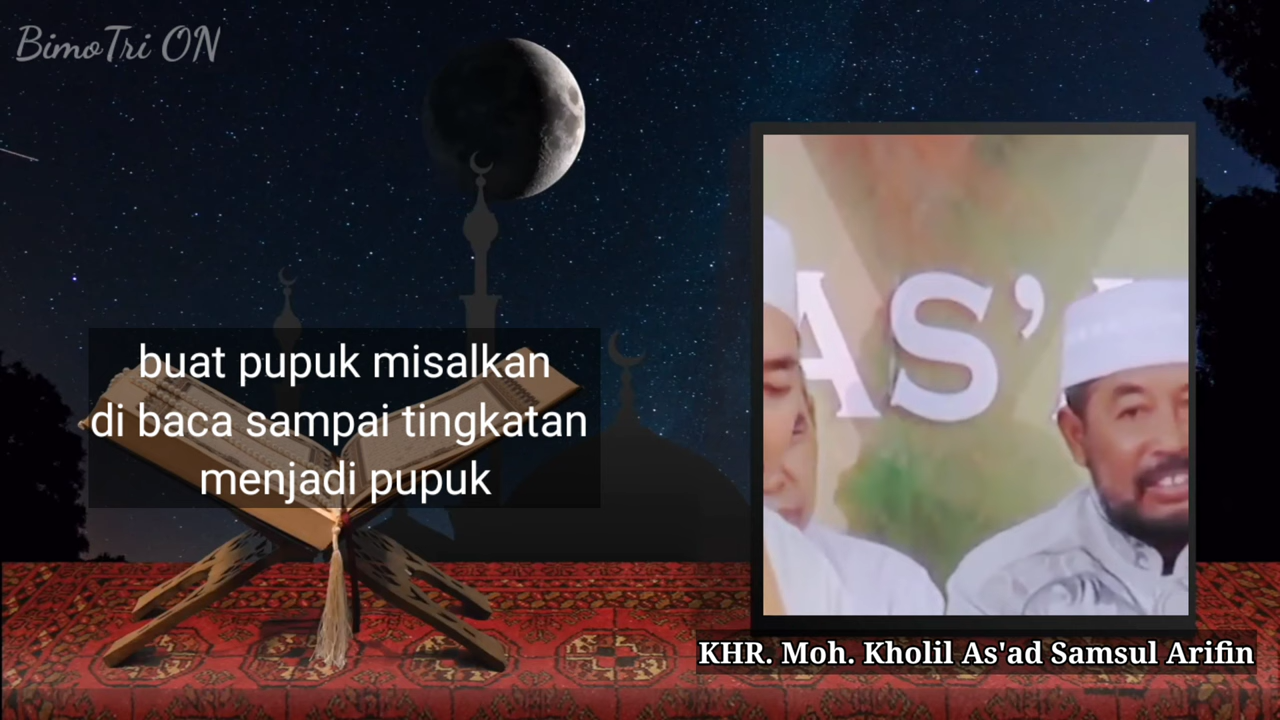 BimoTri ON
AS'
buat pupuk misalkan
di baca sampai tingkatan
menjadi pupuk
KHR. Moh. Kholil As'ad Samsul Arifin